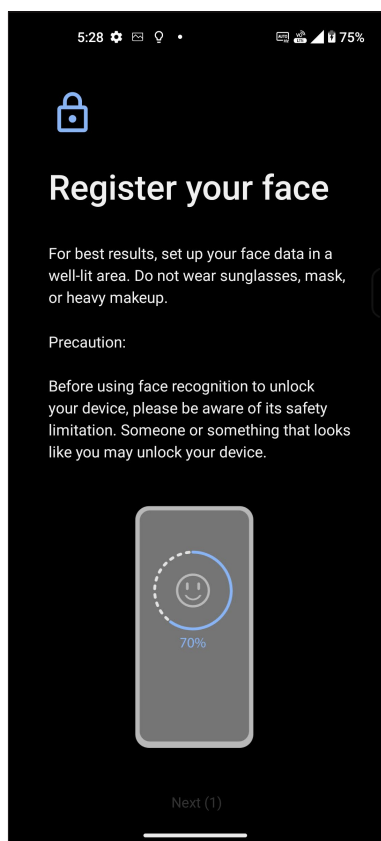 5:28 75%
Register your face
For best results, set up your face data in a
well-lit area. Do not wear sunglasses, mask,
or heavy makeup.
Precaution:
Before using face recognition to unlock
your device, please be aware of its safety
limitation. Someone or something that looks
like you may unlock your device.
70%
Next (1)